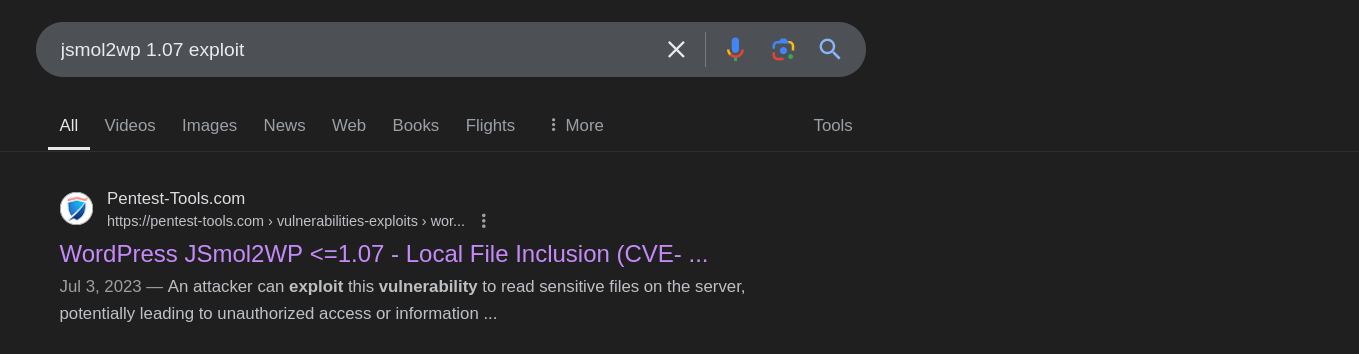 jsmol2wp 1.07 exploit
All Videos Images News Web Books Flights More Tools
Pentest-Tools.com
https://pentest-tools.com › vulnerabilities-exploits › wor...
WordPress JSmol2WP <=1.07 - Local File Inclusion (CVE- ...
Jul 3, 2023 — An attacker can exploit this vulnerability to read sensitive files on the server,
potentially leading to unauthorized access or information ...